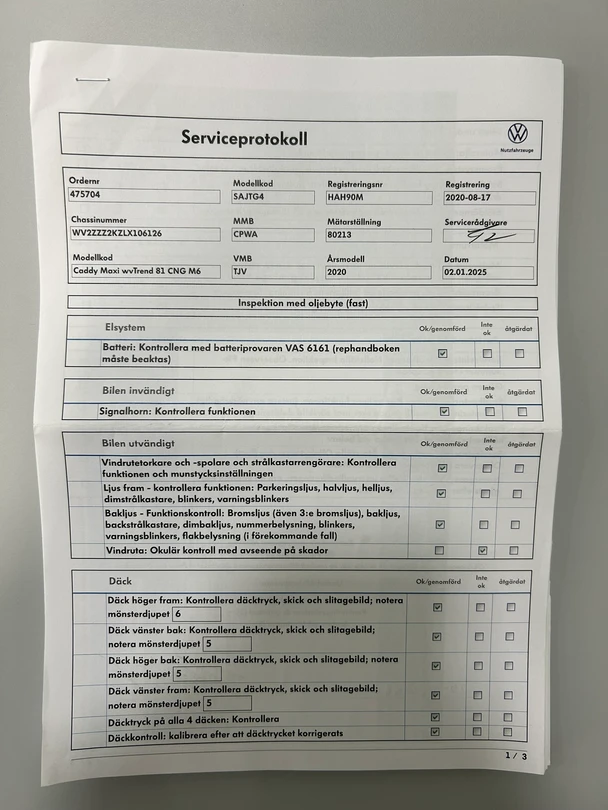 Serviceprotokoll
Nutzfahrzeuge
Ordernr Modellkod Registreringsnr Registrering
475704 SAJTG4 HAH90M 2020-08-17
Chassinummer MMB Mätarställning Servicerådgivare
WV2ZZZ2KZLX106126 CPWA 80213
Modellkod VMB Årsmodell Datum
Caddy Maxi wvTrend 81 CNG M6 TJV 2020 02.01.2025
Inspektion med oljebyte (fast)
Elsystem Ok/genomförd Inte ok åtgärdat
Batteri: Kontrollera med batteriprovaren VAS 6161 (rephandboken
måste beaktas)
Bilen invändigt Ok/genomförd Inte ok åtgärdat
Signalhorn: Kontrollera funktionen
Bilen utvändigt Ok/genomförd Inte ok åtgärdat
Vindrutetorkare och -spolare och strålkastarrengörare: Kontrollera
funktionen och munstycksinställningen
Ljus fram - kontrollera funktionen: Parkeringsljus, halvljus, helljus,
dimstrålkastare, blinkers, varningsblinkers
Bakljus - Funktionskontroll: Bromsljus (även 3:e bromsljus), bakljus,
backstrålkastare, dimbakljus, nummerbelysning, blinkers,
varningsblinkers, flakbelysning (i förekommande fall)
Vindruta: Okulär kontroll med avseende på skador
Däck Ok/genomförd Inte ok åtgärdat
Däck höger fram: Kontrollera däcktryck, skick och slitagebild; notera
mönsterdjupet 6
Däck vänster bak: Kontrollera däcktryck, skick och slitagebild;
notera mönsterdjupet 5
Däck höger bak: Kontrollera däcktryck, skick och slitagebild; notera
mönsterdjupet 5
Däck vänster fram: Kontrollera däcktryck, skick och slitagebild;
notera mönsterdjupet 5
Däcktryck på alla 4 däcken: Kontrollera
Däckkontroll: kalibrera efter att däcktrycket korrigerats
1 / 3